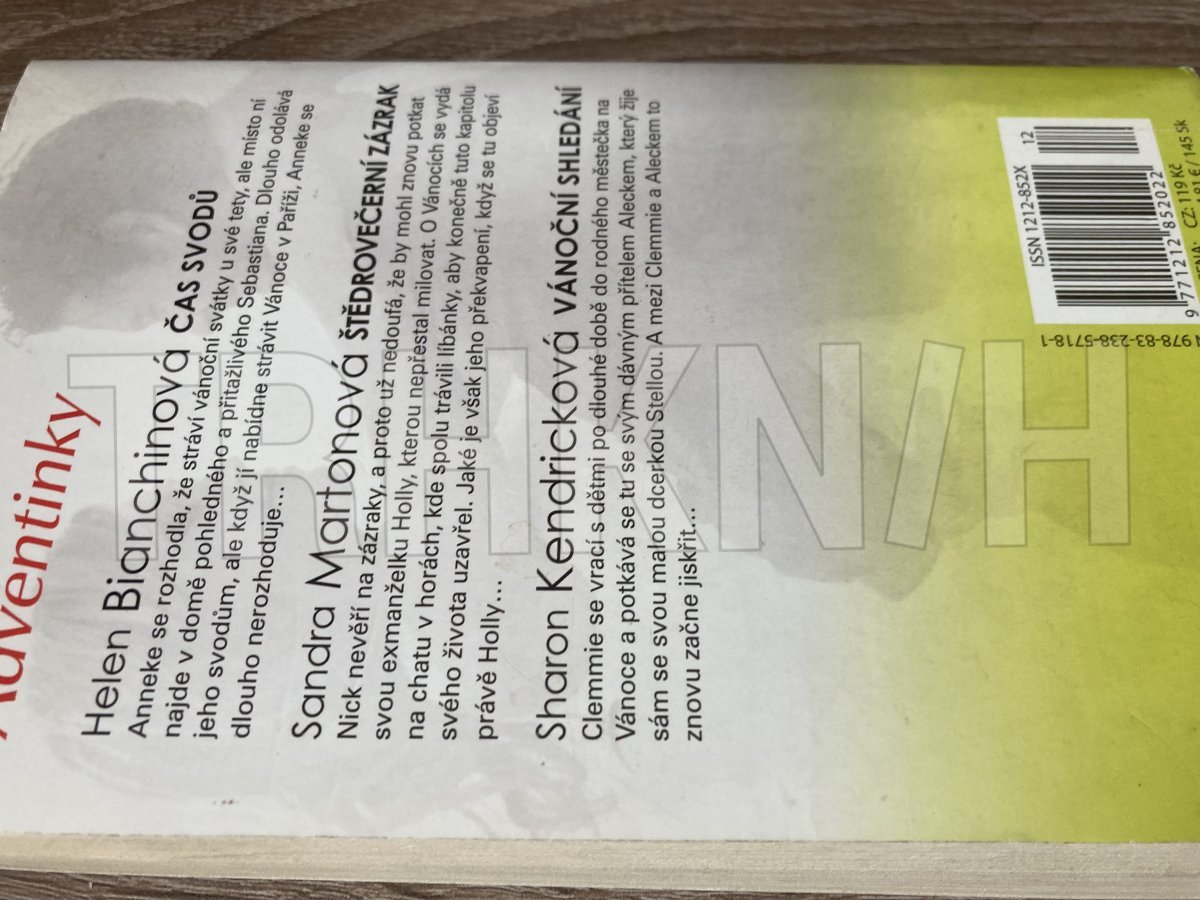 Adventinky
Helen Bianchinová ČAS SVODŮ
Anneke se rozhodla, že stráví vánoční svátky u své tety, ale místo ní
najde v domě pohledného a přitažlivého Sebastiana. Dlouho odolává
jeho svodům, ale když jí nabídne strávit Vánoce v Paříži, Anneke se
dlouho nerozhoduje...
Sandra Martonová ŠTĚDROVEČERNÍ ZÁZRAK
Nick nevěří na zázraky, a proto už nedoufá, že by mohl znovu potkat
svou exmanželku Holly, kterou nepřestal milovat. O Vánocích se vydá
na chatu v horách, kde spolu trávili líbánky, aby konečně tuto kapitolu
svého života uzavřel. Jaké je však jeho překvapení, když se tu objeví
právě Holly...
Sharon Kendricková VÁNOČNÍ SHLEDÁNÍ
Clemmie se vrací s dětmi po dlouhé době do rodného městečka na
Vánoce a potkává se tu se svým dávným přítelem Aleckem, který žije
sám se svou malou dcerkou Stellou. A mezi Clemmie a Aleckem to
znovu začne jiskřit...
ISSN 1212-852X
12
9 771212 852022
CZ: 119 Kč
€ / 145 Sk
978-83-238-5718-1
TRHKN/H